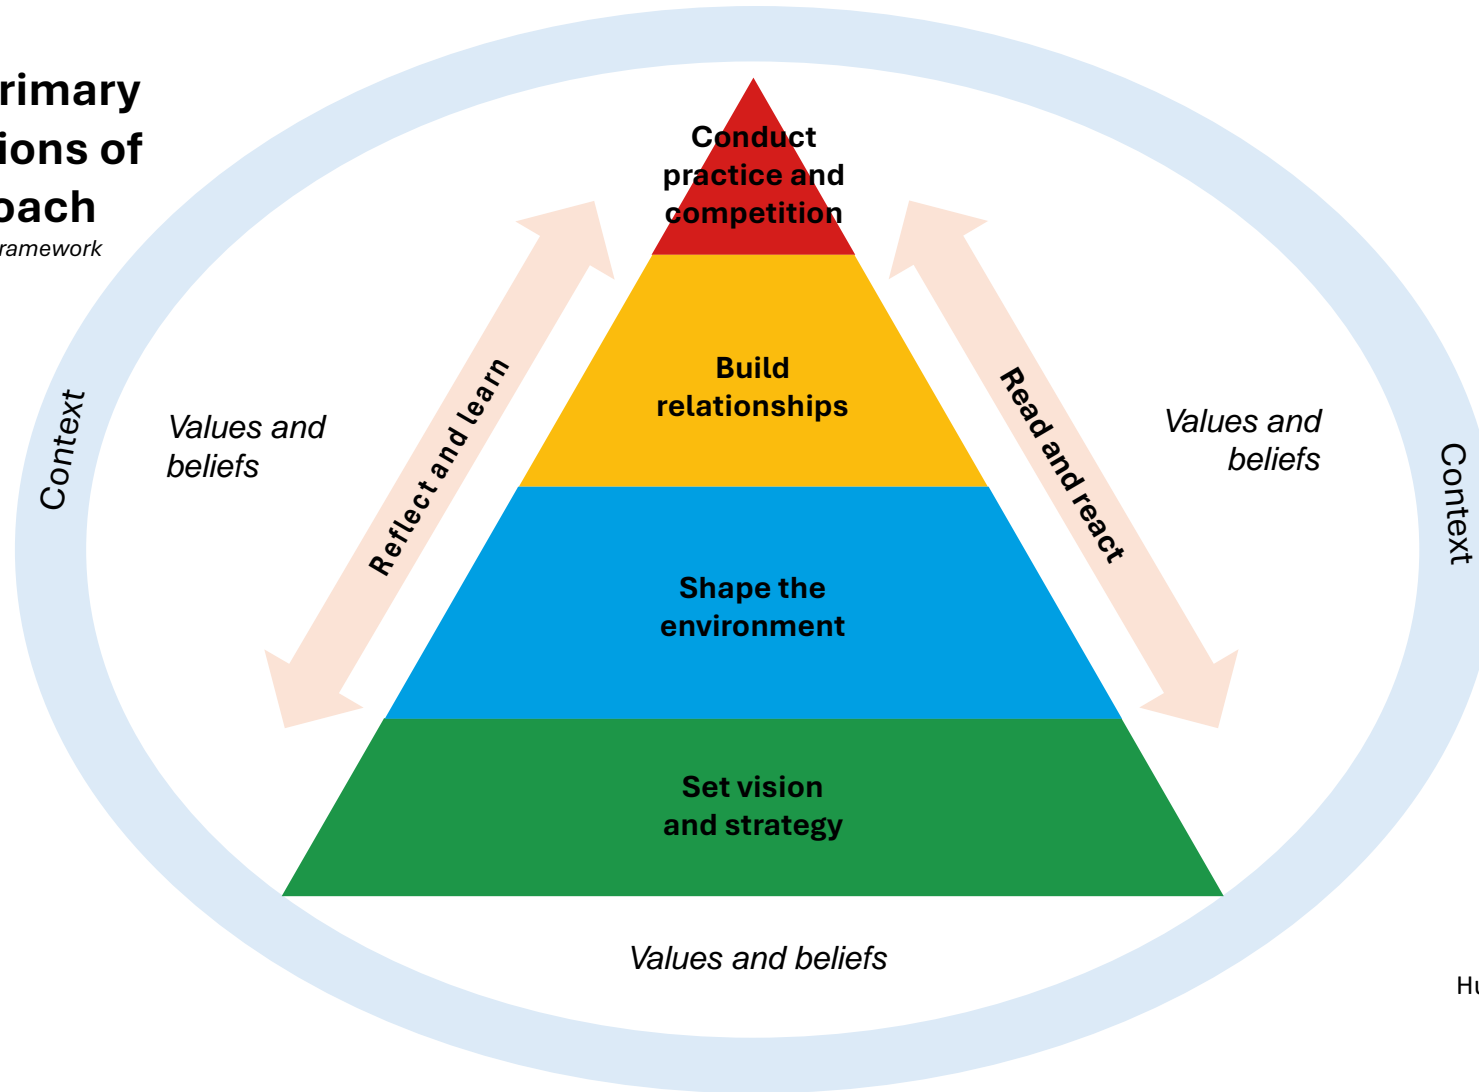 rimary
ions of
oach
ramework
Conduct
practice and
competition
Build
relationships
Shape the
environment
Set vision
and strategy
Reflect and learn
Read and react
Values and
beliefs
Values and
beliefs
Context
Context
Values and beliefs
Hu